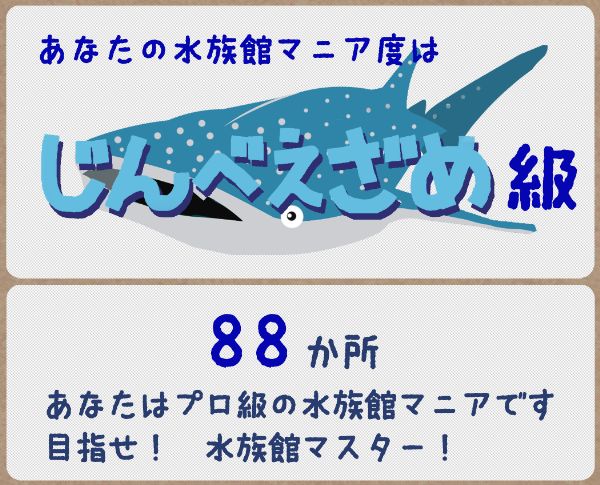 あなたの水族館マニア度は
じんべえざめ級
88か所
あなたはプロ級の水族館マニアです
目指せ！　水族館マスター！